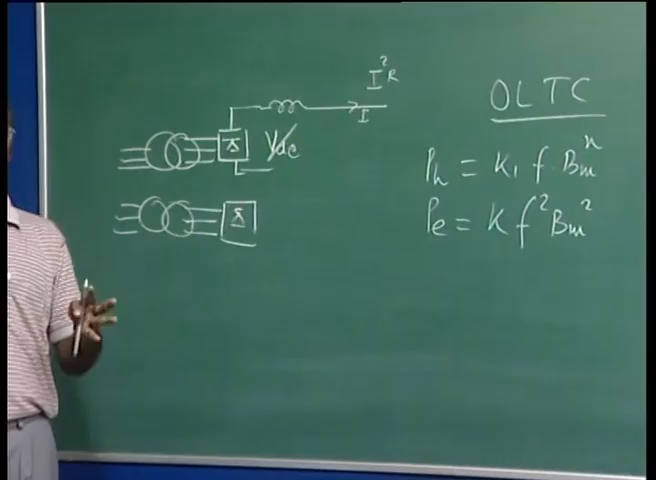 I²R
I
Vdc
OLTC
Ph = K₁ f · Bm^x
Pe = K f² Bm²